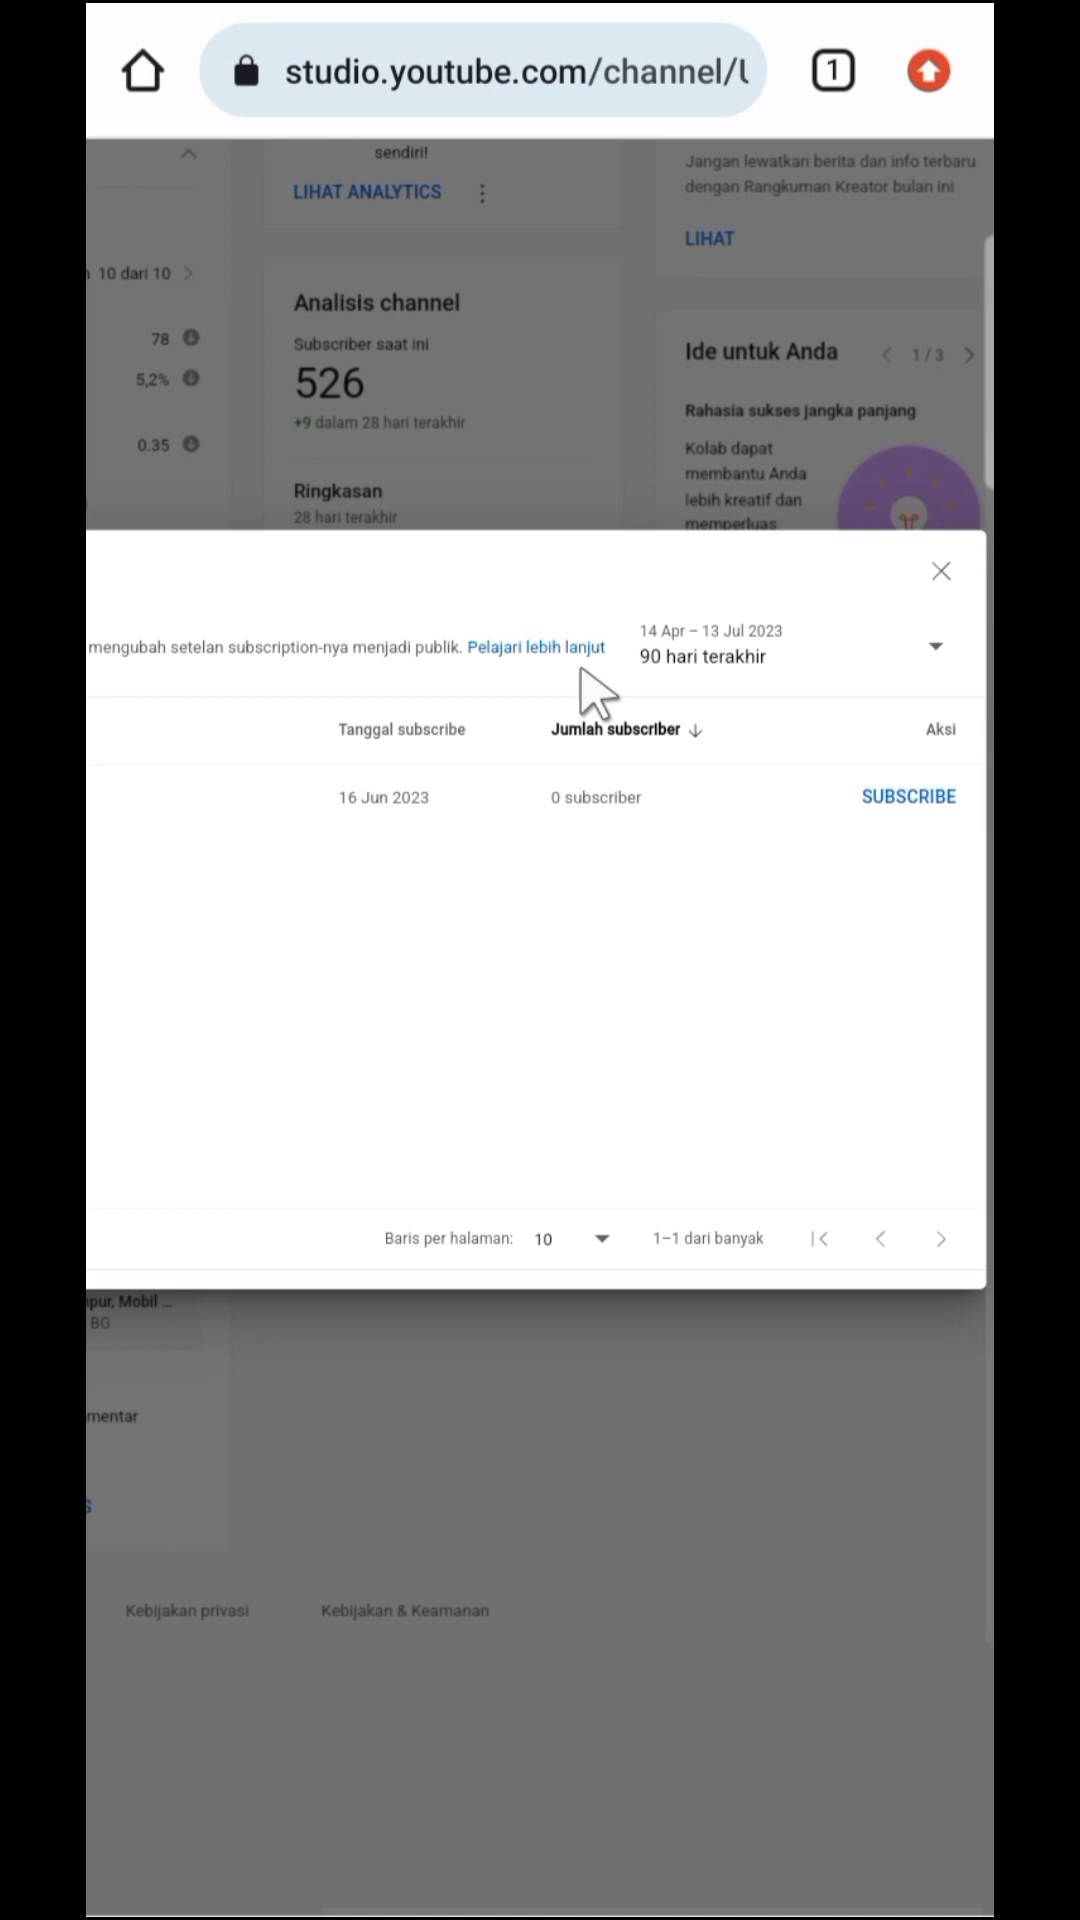 studio.youtube.com/channel/U
1
sendiri!
LIHAT ANALYTICS
Jangan lewatkan berita dan info terbaru
dengan Rangkuman Kreator bulan ini
LIHAT
10 dari 10
78
5,2%
0.35
Analisis channel
Subscriber saat ini
526
+9 dalam 28 hari terakhir
Ringkasan
28 hari terakhir
Ide untuk Anda
1 / 3
Rahasia sukses jangka panjang
Kolab dapat
membantu Anda
lebih kreatif dan
memperluas
mengubah setelan subscription-nya menjadi publik. Pelajari lebih lanjut
14 Apr – 13 Jul 2023
90 hari terakhir
Tanggal subscribe
Jumlah subscriber
Aksi
16 Jun 2023
0 subscriber
SUBSCRIBE
Baris per halaman:
10
1–1 dari banyak
npur, Mobil ...
BG
mentar
S
Kebijakan privasi
Kebijakan & Keamanan